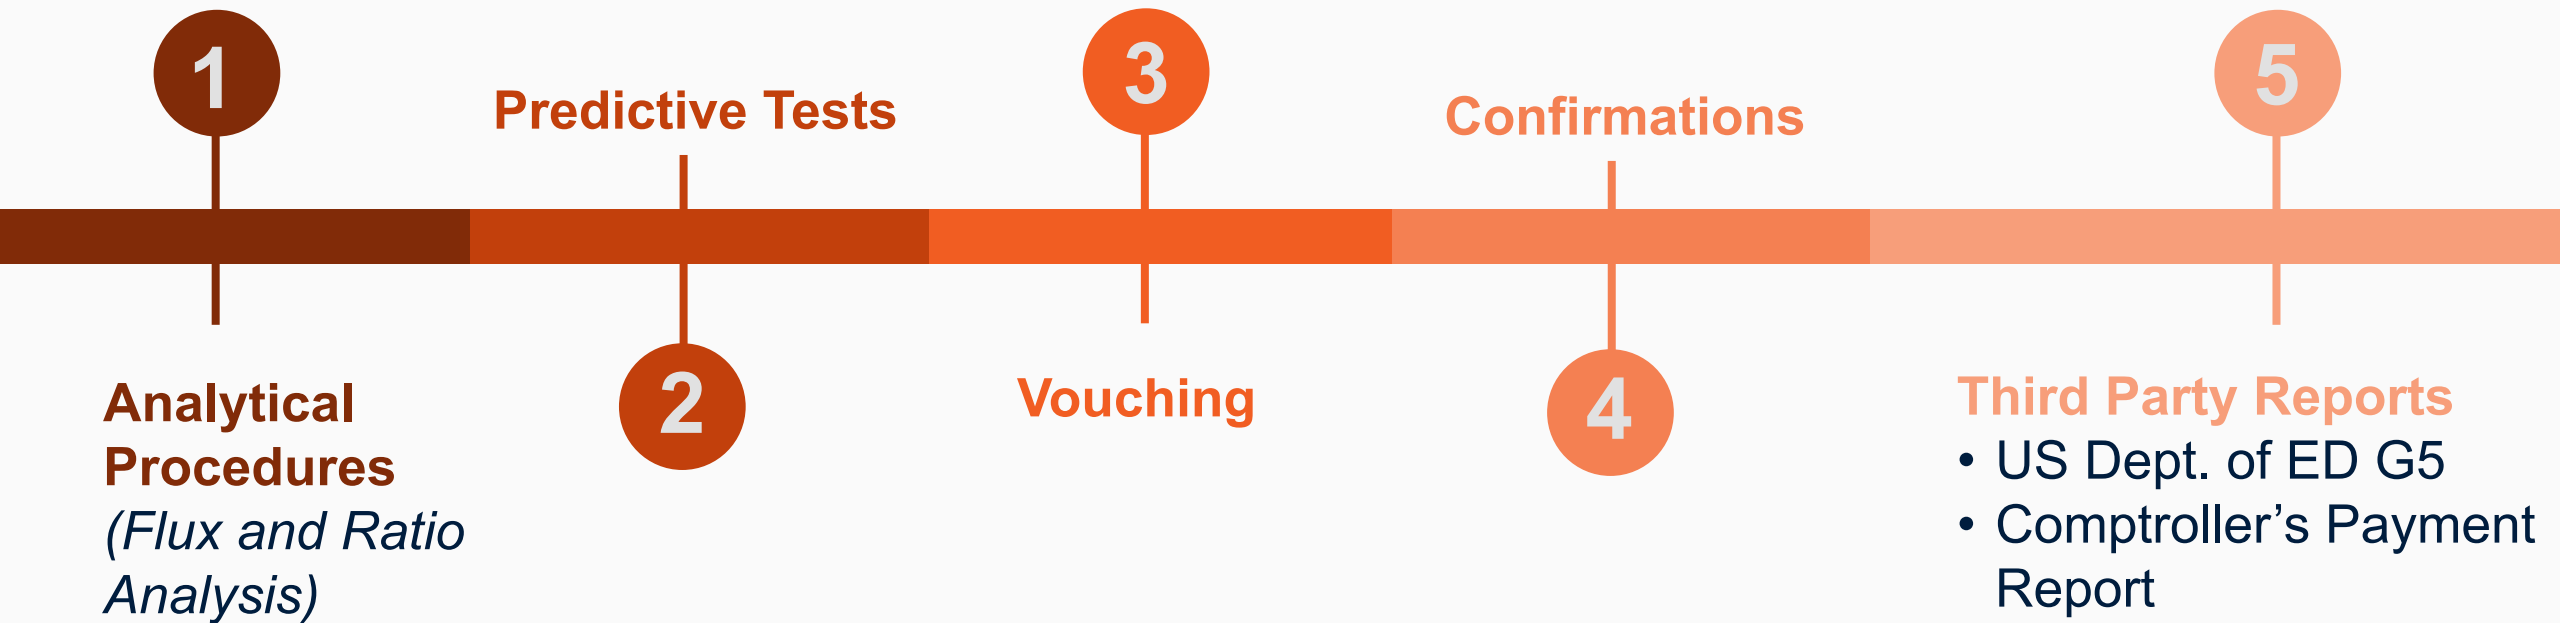 1
Analytical
Procedures
(Flux and Ratio
Analysis)
Predictive Tests
2
3
Vouching
Confirmations
4
5
Third Party Reports
• US Dept. of ED G5
• Comptroller’s Payment
Report